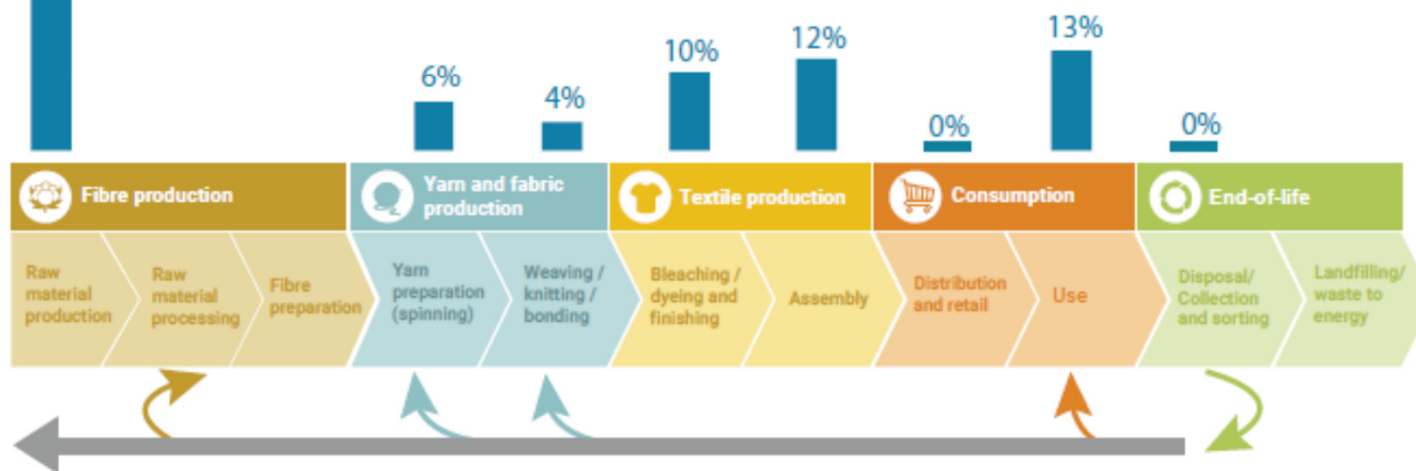 6%
4%
10%
12%
0%
13%
0%
Fibre production
Yarn and fabric
production
Textile production
Consumption
End-of-life
Raw
material
production
Raw
material
processing
Fibre
preparation
Yarn
preparation
(spinning)
Weaving /
knitting /
bonding
Bleaching /
dyeing and
finishing
Assembly
Distribution
and retail
Use
Disposal/
Collection
and sorting
Landfilling/
waste to
energy